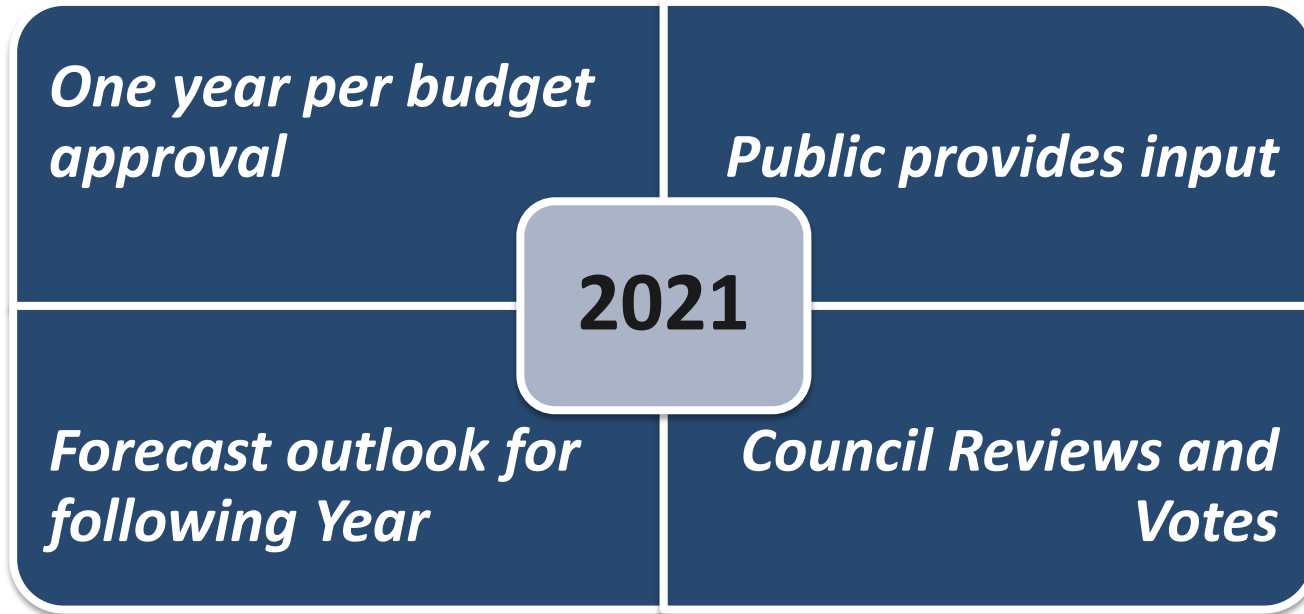 One year per budget
approval
Public provides input
2021
Forecast outlook for
following Year
Council Reviews and
Votes